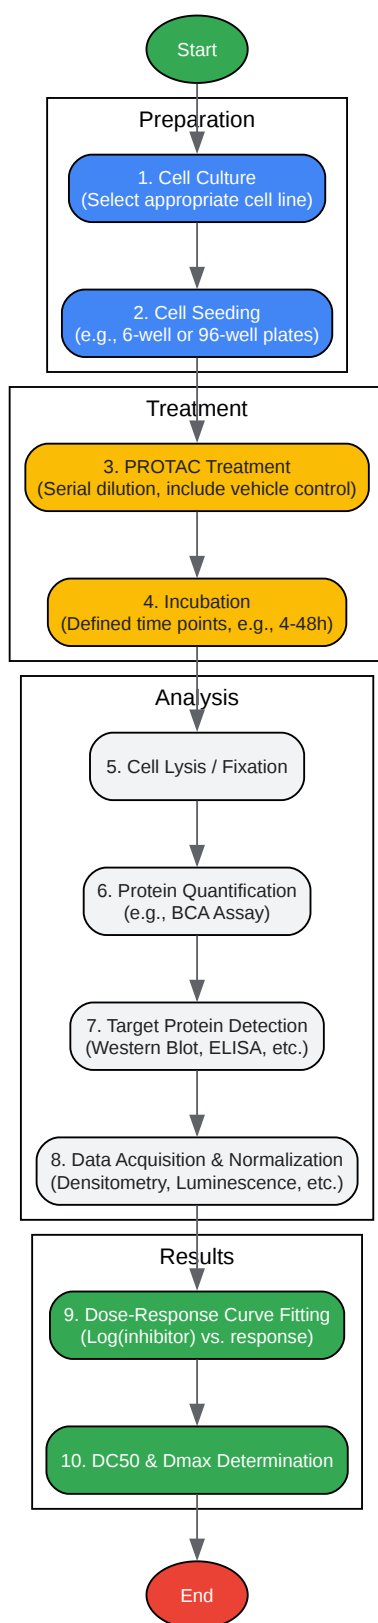 Start
Preparation
1. Cell Culture
(Select appropriate cell line)
2. Cell Seeding
(e.g., 6-well or 96-well plates)
Treatment
3. PROTAC Treatment
(Serial dilution, include vehicle control)
4. Incubation
(Defined time points, e.g., 4-48h)
Analysis
5. Cell Lysis / Fixation
6. Protein Quantification
(e.g., BCA Assay)
7. Target Protein Detection
(Western Blot, ELISA, etc.)
8. Data Acquisition & Normalization
(Densitometry, Luminescence, etc.)
Results
9. Dose-Response Curve Fitting
(Log(inhibitor) vs. response)
10. DC50 & Dmax Determination
End